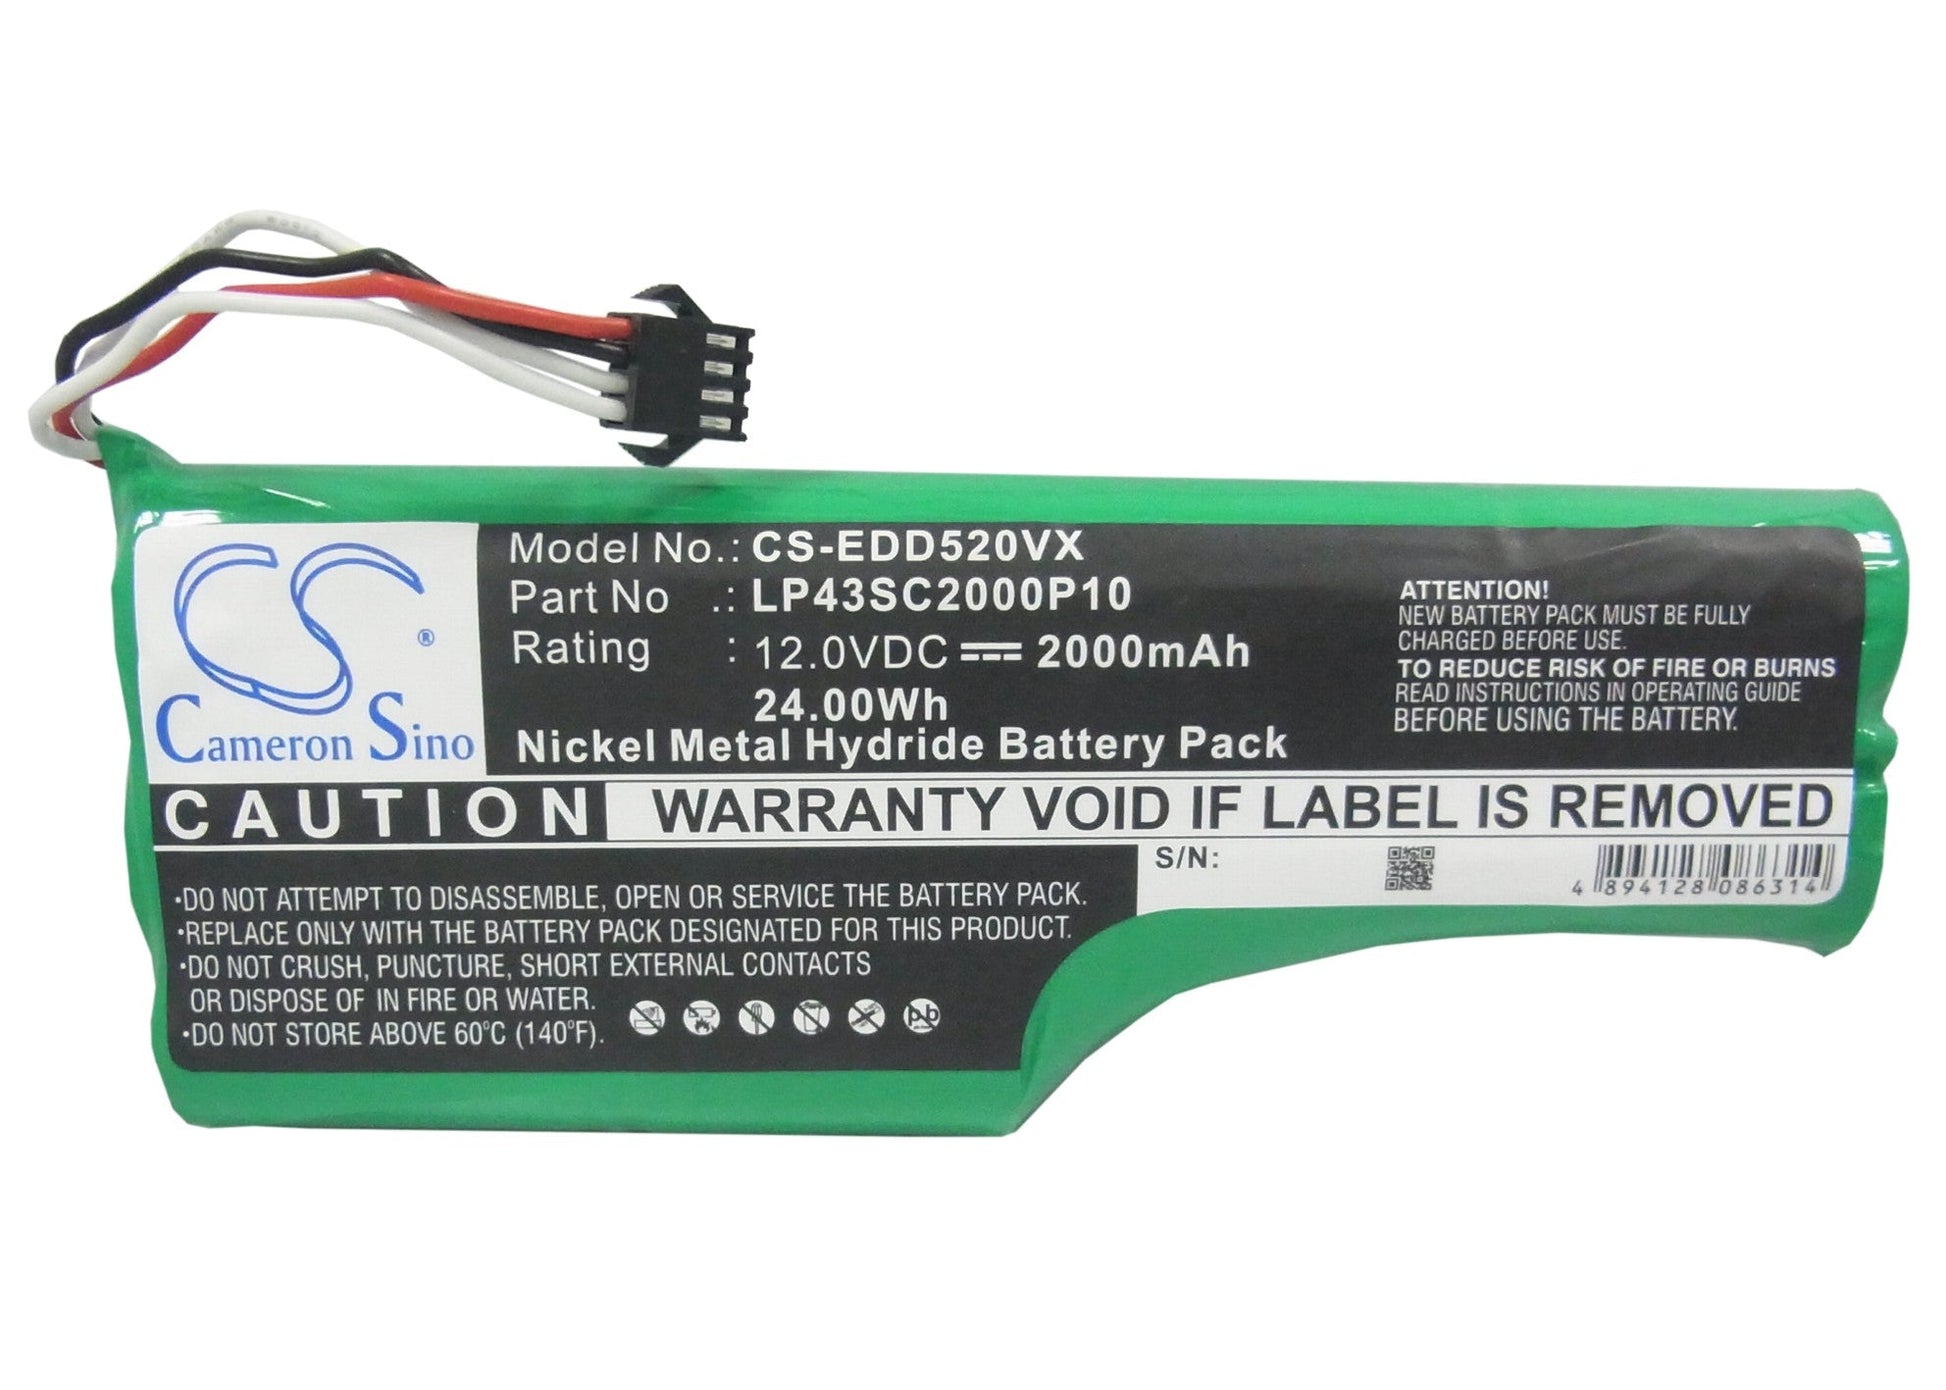 CS
®
Cameron Sino
Model No.: CS-EDD520VX
Part No .: LP43SC2000P10
Rating : 12.0VDC 2000mAh
24.00Wh
Nickel Metal Hydride Battery Pack
ATTENTION!
NEW BATTERY PACK MUST BE FULLY
CHARGED BEFORE USE.
TO REDUCE RISK OF FIRE OR BURNS
READ INSTRUCTIONS IN OPERATING GUIDE
BEFORE USING THE BATTERY.
CAUTION WARRANTY VOID IF LABEL IS REMOVED
S/N:
4 894128 086314
•DO NOT ATTEMPT TO DISASSEMBLE, OPEN OR SERVICE THE BATTERY PACK.
•REPLACE ONLY WITH THE BATTERY PACK DESIGNATED FOR THIS PRODUCT.
•DO NOT CRUSH, PUNCTURE, SHORT EXTERNAL CONTACTS
OR DISPOSE OF IN FIRE OR WATER.
•DO NOT STORE ABOVE 60°C (140°F).
pb